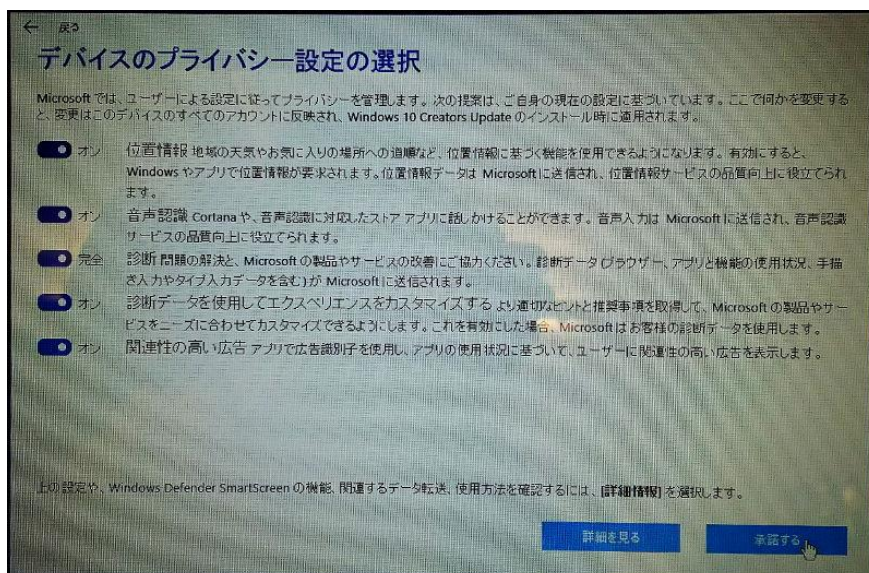 ← 戻る
デバイスのプライバシー設定の選択
Microsoft では、ユーザーによる設定に従ってプライバシーを管理します。次の提案は、ご自身の現在の設定に基づいています。ここで何かを変更する
と、変更はこのデバイスのすべてのアカウントに反映され、Windows 10 Creators Update のインストール時に適用されます。
オン 位置情報 地域の天気やお気に入りの場所への道順など、位置情報に基づく機能を使用できるようになります。有効にすると、
Windows やアプリで位置情報が要求されます。位置情報データは Microsoft に送信され、位置情報サービスの品質向上に役立てられ
ます。
オン 音声認識 Cortana や、音声認識に対応したストア アプリに話しかけることができます。音声入力は Microsoft に送信され、音声認識
サービスの品質向上に役立てられます。
完全 診断 問題の解決と、Microsoft の製品やサービスの改善にご協力ください。診断データ (ブラウザー、アプリと機能の使用状況、手描
き入力やタイプ入力データを含む) が Microsoft に送信されます。
オン 診断データを使用してエクスペリエンスをカスタマイズする より適切なヒントと推奨事項を取得して、Microsoft の製品やサー
ビスをニーズに合わせてカスタマイズできるようにします。これを有効にした場合、Microsoft はお客様の診断データを使用します。
オン 関連性の高い広告 アプリで広告識別子を使用し、アプリの使用状況に基づいて、ユーザーに関連性の高い広告を表示します。
上の設定や、Windows Defender SmartScreen の機能、関連するデータ転送、使用方法を確認するには、[詳細情報] を選択します。
詳細を見る
承諾する